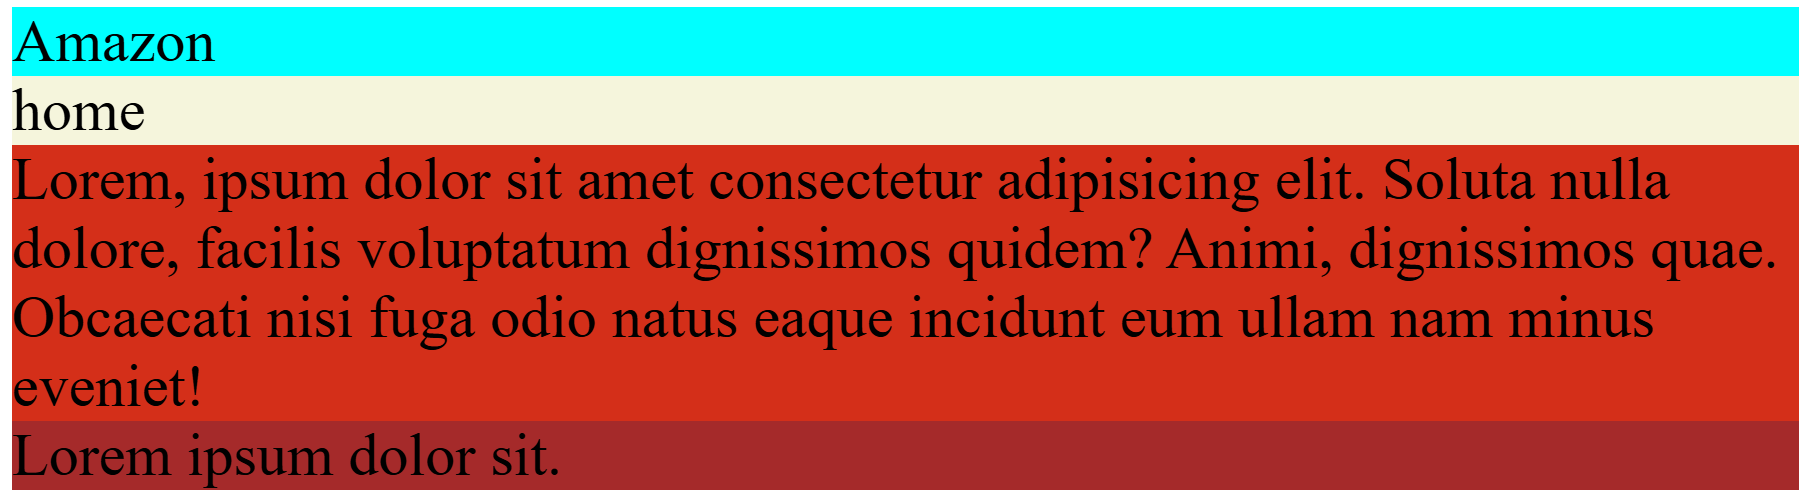 Amazon
home
Lorem, ipsum dolor sit amet consectetur adipisicing elit. Soluta nulla
dolore, facilis voluptatum dignissimos quidem? Animi, dignissimos quae.
Obcaecati nisi fuga odio natus eaque incidunt eum ullam nam minus
eveniet!
Lorem ipsum dolor sit.